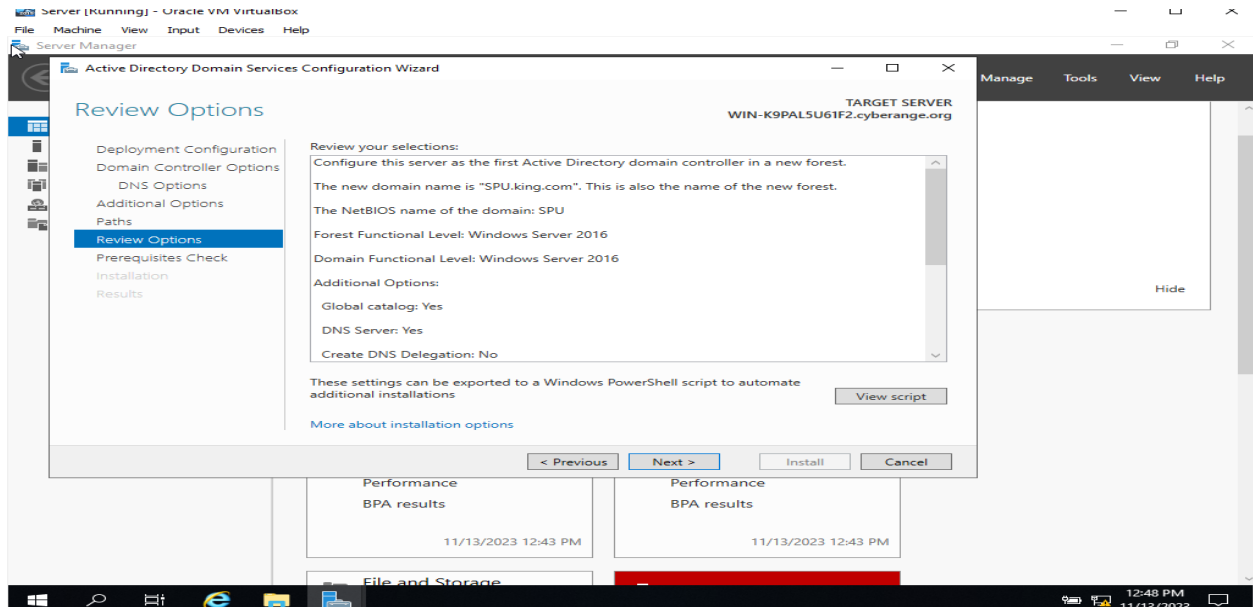 Server [Running] - Oracle VM VirtualBox
File Machine View Input Devices Help
Server Manager
Manage Tools View Help
Active Directory Domain Services Configuration Wizard
Review Options
TARGET SERVER
WIN-K9PAL5U61F2.cyberange.org
Deployment Configuration
Domain Controller Options
DNS Options
Additional Options
Paths
Review Options
Prerequisites Check
Installation
Results
Review your selections:
Configure this server as the first Active Directory domain controller in a new forest.
The new domain name is "SPU.king.com". This is also the name of the new forest.
The NetBIOS name of the domain: SPU
Forest Functional Level: Windows Server 2016
Domain Functional Level: Windows Server 2016
Additional Options:
Global catalog: Yes
DNS Server: Yes
Create DNS Delegation: No
These settings can be exported to a Windows PowerShell script to automate
additional installations
View script
More about installation options
< Previous Next > Install Cancel
Hide
Performance
BPA results
11/13/2023 12:43 PM
Performance
BPA results
11/13/2023 12:43 PM
File and Storage
12:48 PM
11/13/2023